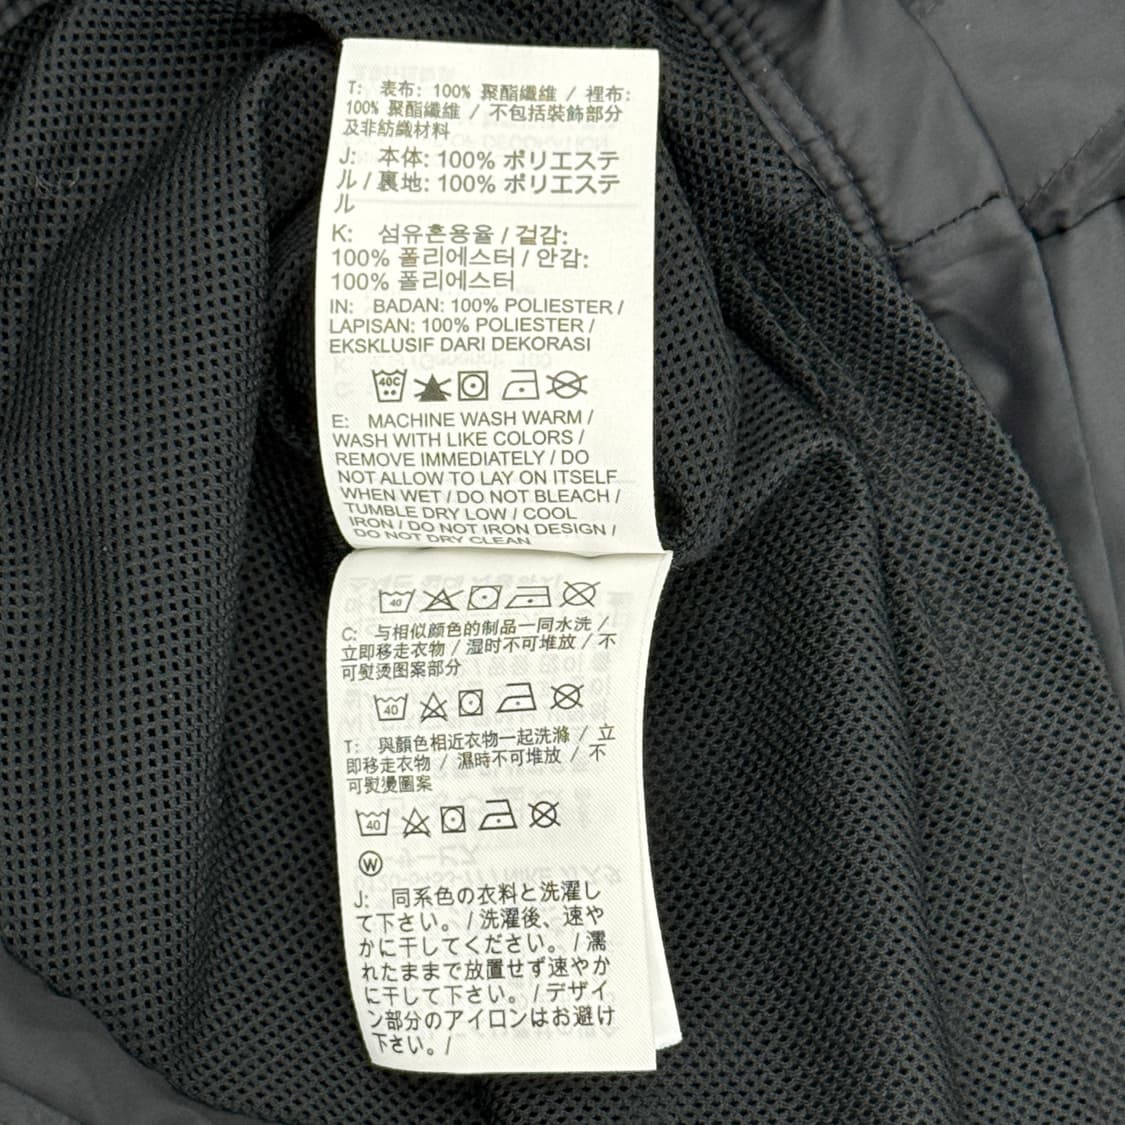 T: 表布: 100% 聚酯纖維 / 裡布:
100% 聚酯纖維 / 不包括裝飾部分
及非紡織材料
J: 本体: 100% ポリエステ
ル / 裏地: 100% ポリエステ
ル
K: 섬유혼용율 / 겉감:
100% 폴리에스터 / 안감:
100% 폴리에스터
IN: BADAN: 100% POLIESTER /
LAPISAN: 100% POLIESTER /
EKSKLUSIF DARI DEKORASI
40C
E: MACHINE WASH WARM /
WASH WITH LIKE COLORS /
REMOVE IMMEDIATELY / DO
NOT ALLOW TO LAY ON ITSELF
WHEN WET / DO NOT BLEACH /
TUMBLE DRY LOW / COOL
IRON / DO NOT IRON DESIGN /
DO NOT DRY CLEAN
40
C: 与相似颜色的制品一同水洗 /
立即移走衣物 / 湿时不可堆放 / 不
可熨烫图案部分
40
T: 與顏色相近衣物一起洗滌 / 立
即移走衣物 / 濕時不可堆放 / 不
可熨燙圖案
40
W
J: 同系色の衣料と洗濯し
て下さい。/ 洗濯後、速や
かに干してください。/ 濡
れたままで放置せず速やか
に干して下さい。/ デザイ
ン部分のアイロンはお避け
下さい。/